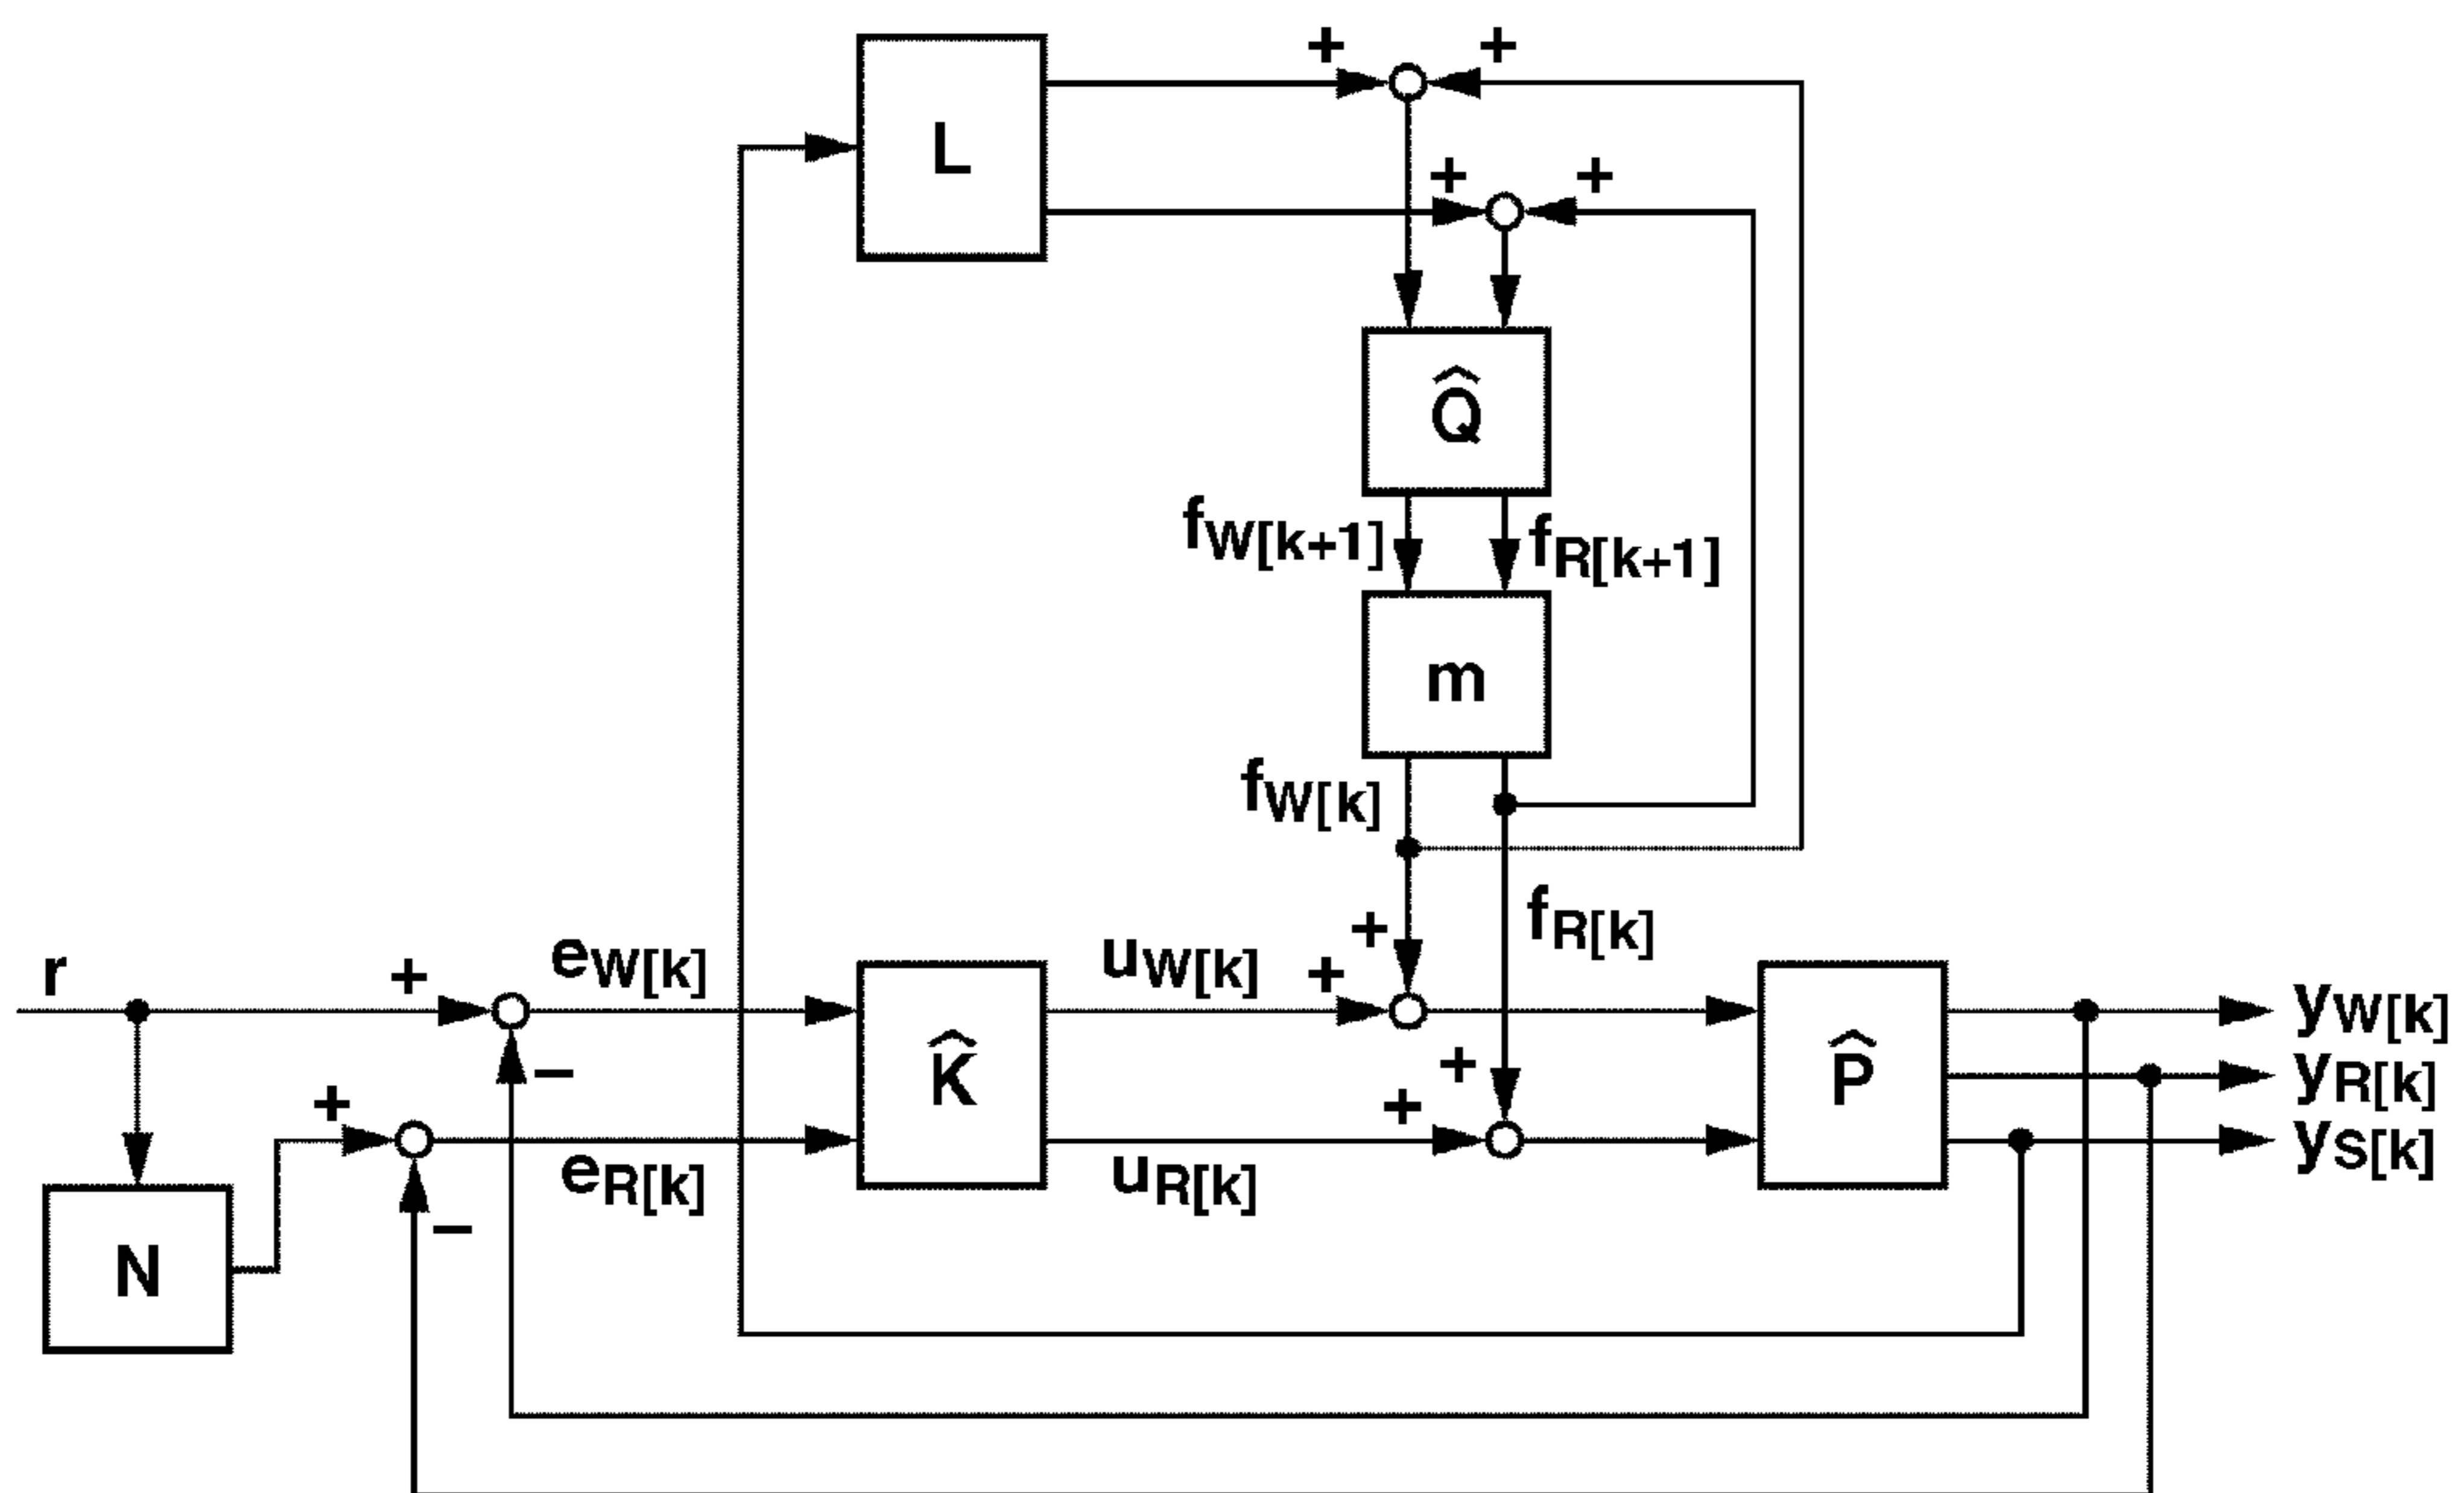 + +
L
+ +
Q̂
fW[k+1] fR[k+1]
m
fW[k]
fR[k]
r + eW[k] uW[k] + +
yW[k]
K̂ P̂
yR[k]
yS[k]
− + +
+ eR[k] uR[k]
−
N